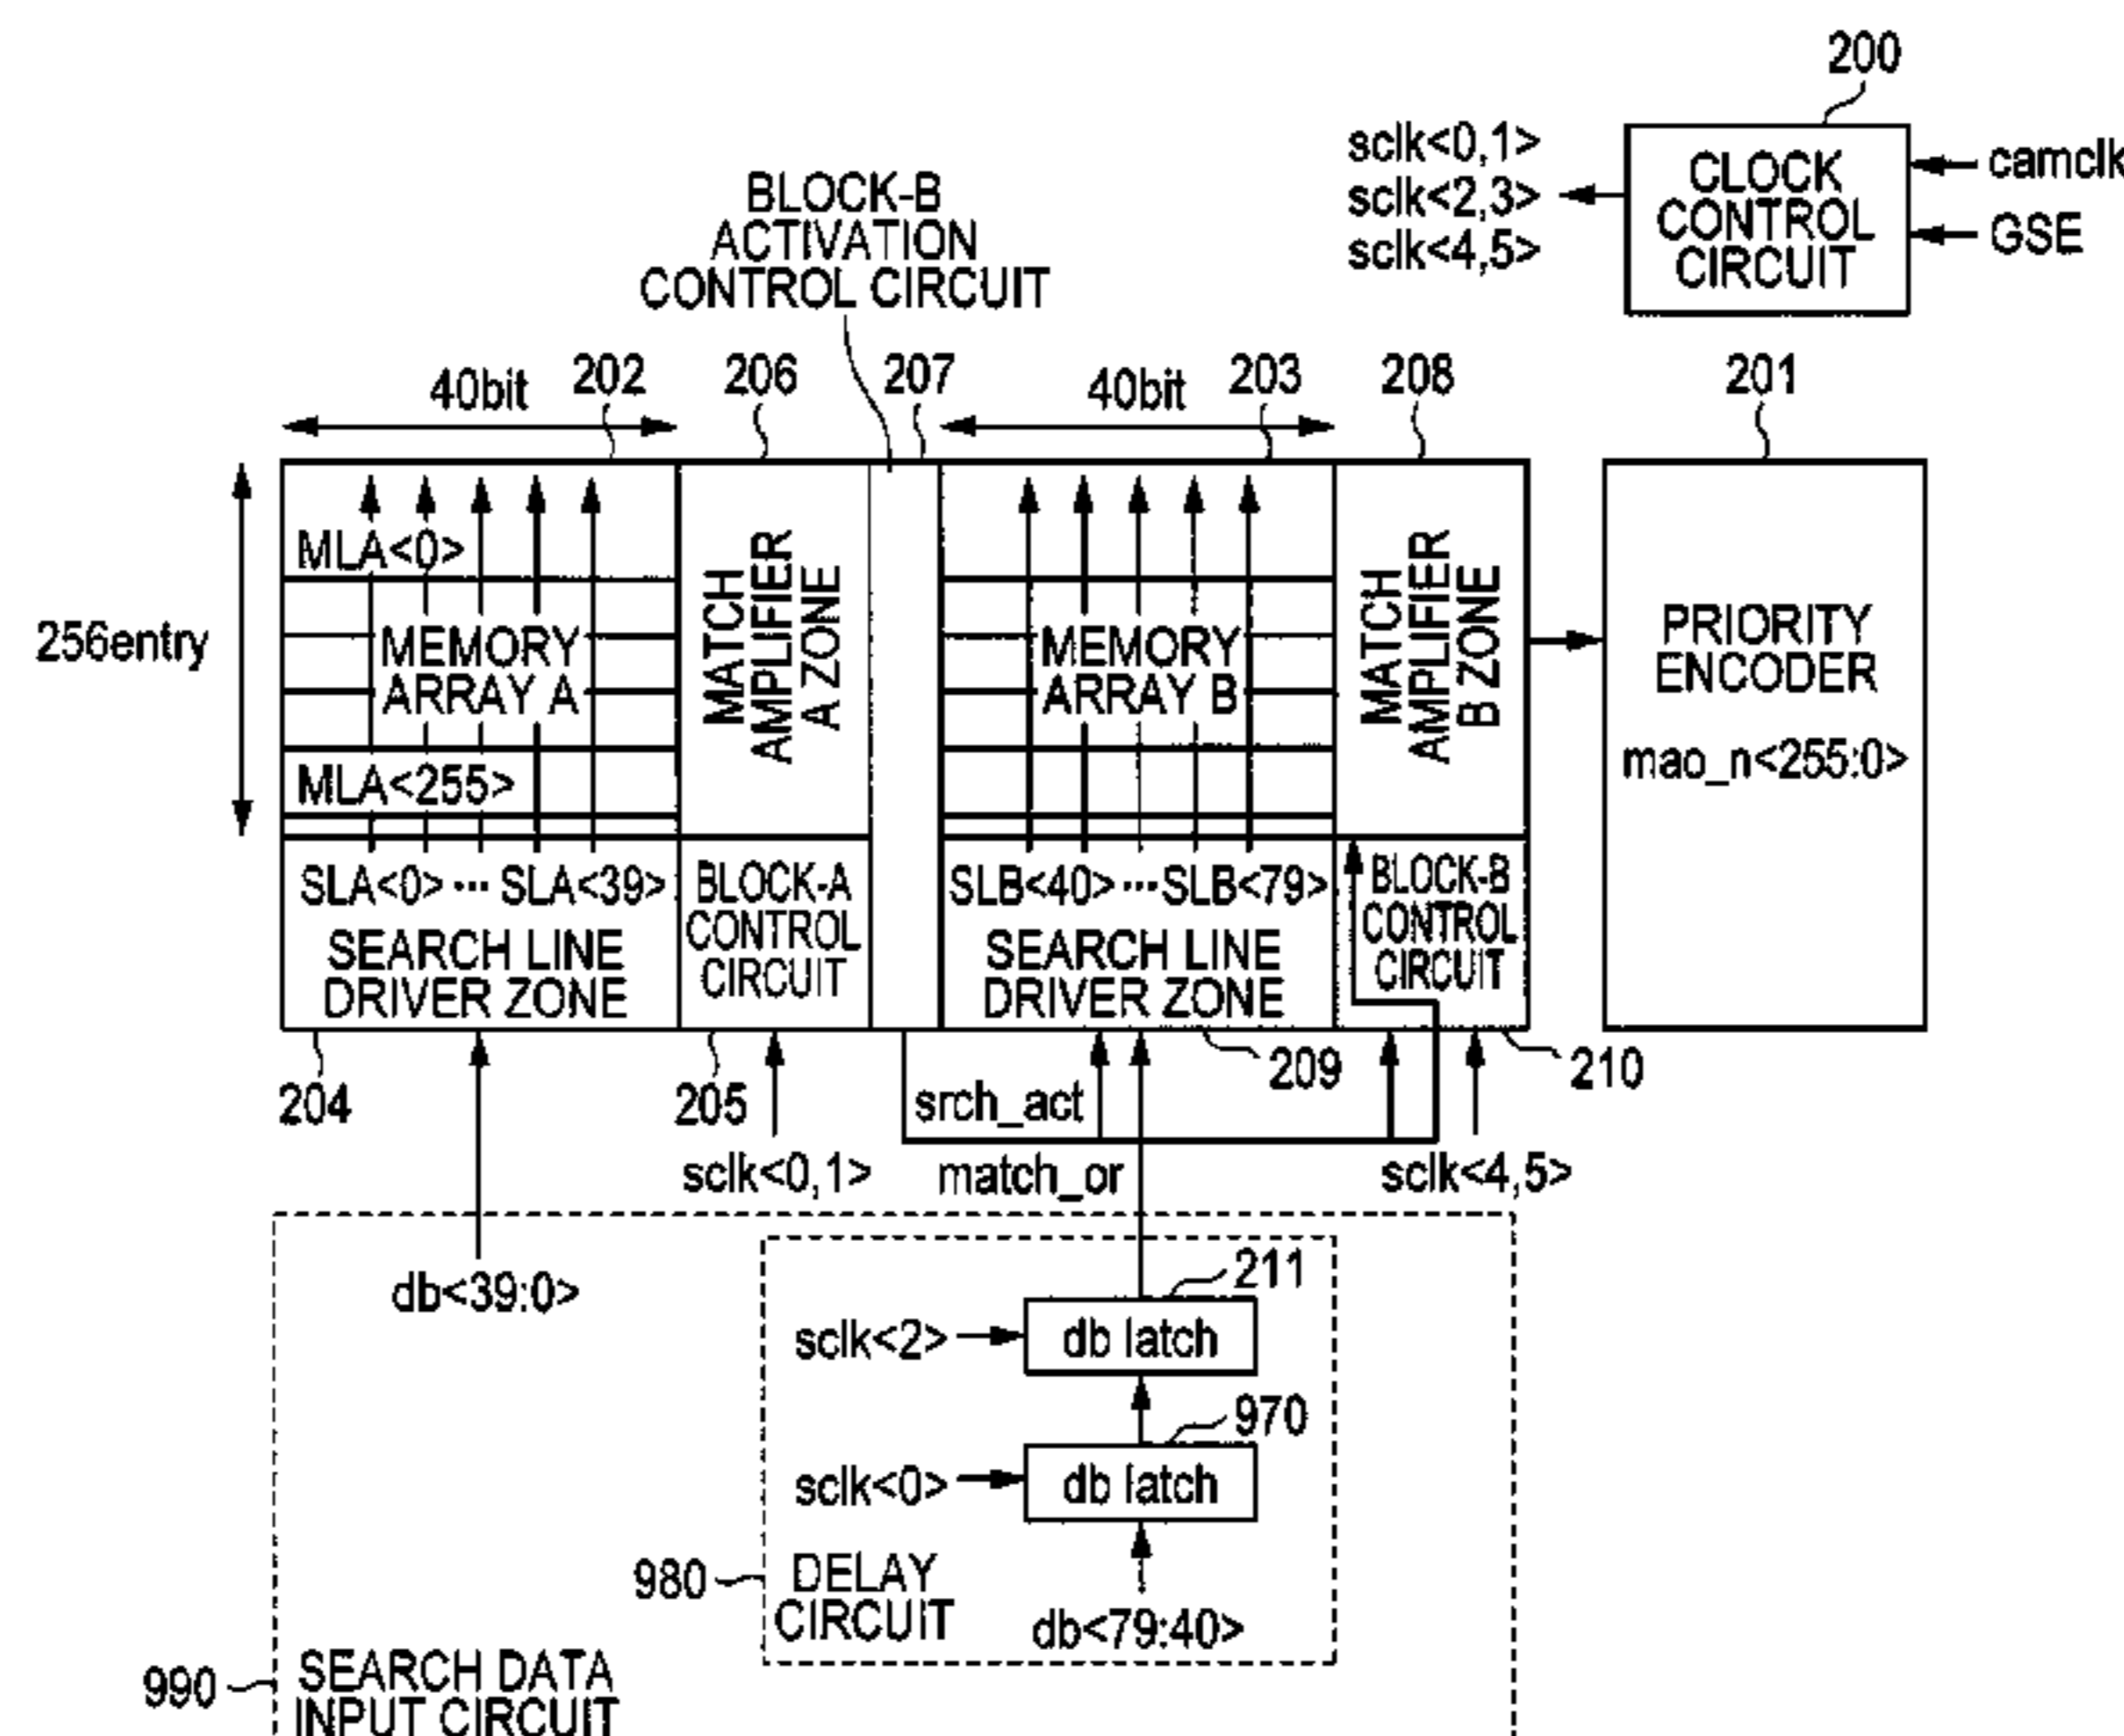 200
sclk<0,1>
sclk<2,3>
sclk<4,5>
CLOCK
CONTROL
CIRCUIT
camclk
GSE
BLOCK-B
ACTIVATION
CONTROL CIRCUIT
40bit
202
206
207
40bit
203
208
201
256entry
MLA<0>
MEMORY
ARRAY A
MLA<255>
MATCH
AMPLIFIER
A ZONE
MEMORY
ARRAY B
MATCH
AMPLIFIER
B ZONE
PRIORITY
ENCODER
mao_n<255:0>
SLA<0> ··· SLA<39>
SEARCH LINE
DRIVER ZONE
BLOCK-A
CONTROL
CIRCUIT
SLB<40>···SLB<79>
SEARCH LINE
DRIVER ZONE
BLOCK-B
CONTROL
CIRCUIT
204
205
srch_act
209
210
sclk<0,1>
match_or
sclk<4,5>
db<39:0>
211
sclk<2>
db latch
970
sclk<0>
db latch
980
DELAY
CIRCUIT
db<79:40>
990
SEARCH DATA
INPUT CIRCUIT